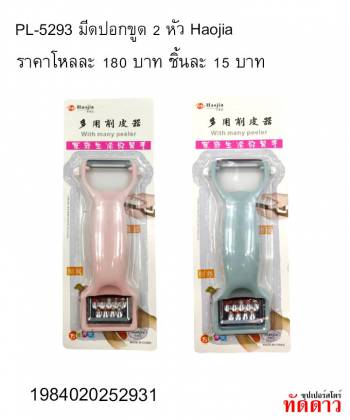 PL-5293 มีดปอกขูด 2 หัว Haojia
ราคาโหลละ 180 บาท ชิ้นละ 15 บาท
Haojia
多用削皮器
With many peeler
Haojia
多用削皮器
With many peeler
1984020252931
ซุปเปอร์สโตร์
ทัดดาว